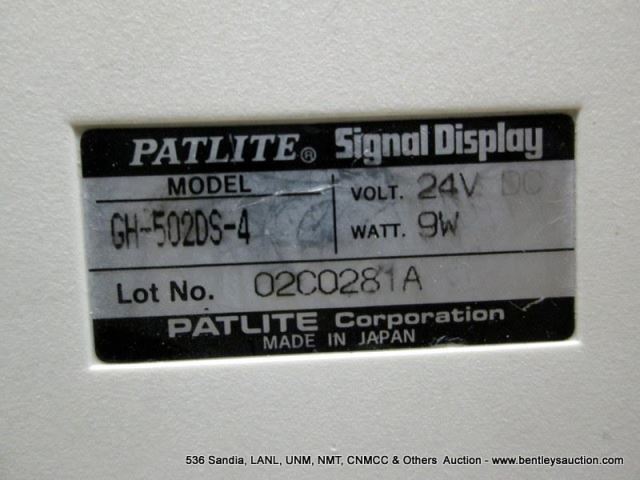 PATLITE® Signal Display
MODEL
GH-502DS-4
VOLT. 24V DC
WATT. 9W
Lot No. 02C0281A
PATLITE Corporation
MADE IN JAPAN
536 Sandia, LANL, UNM, NMT, CNMCC & Others Auction - www.bentleysauction.com